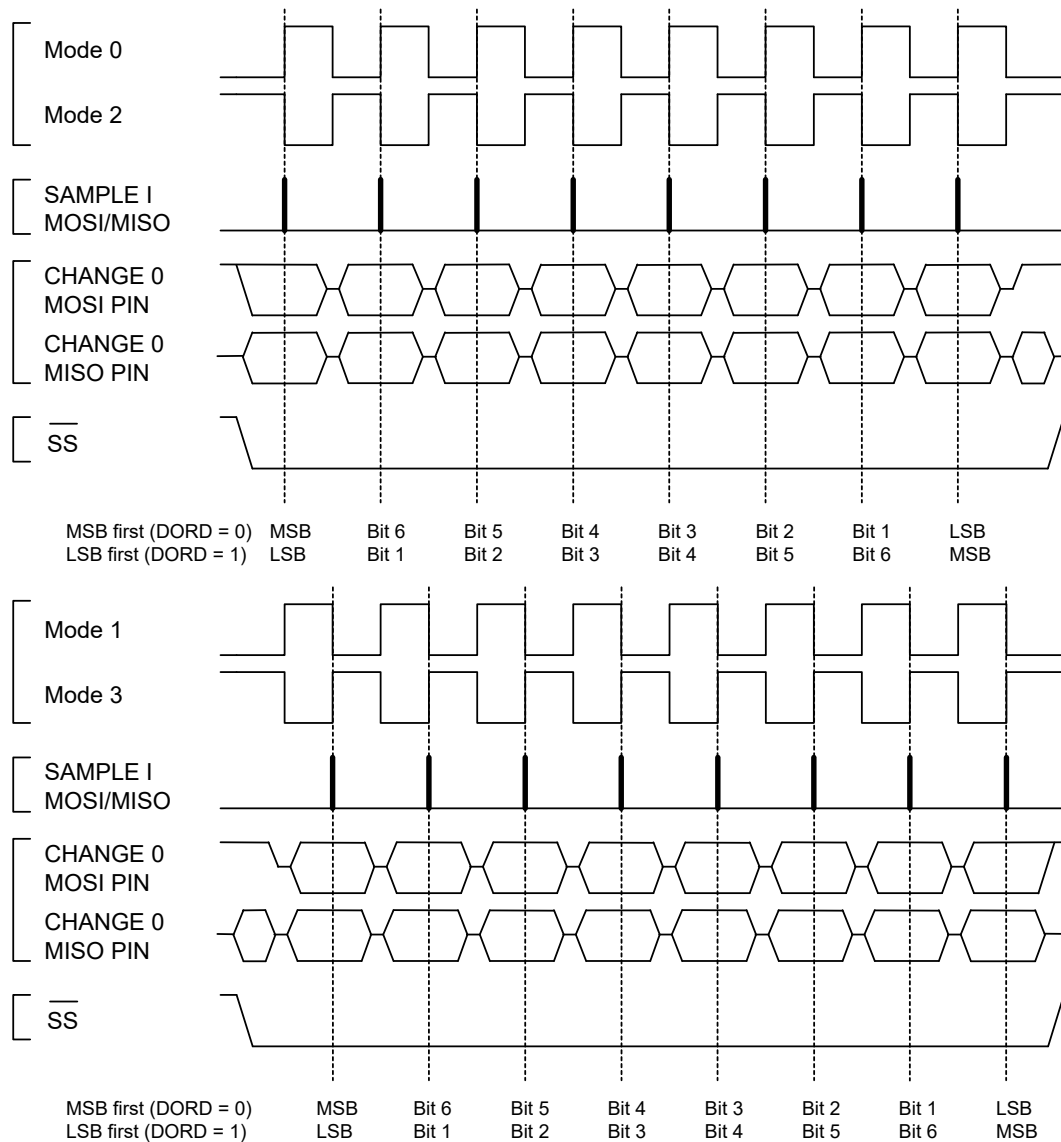 Mode 0
Mode 2
SAMPLE I
MOSI/MISO
CHANGE 0
MOSI PIN
CHANGE 0
MISO PIN
SS
MSB first (DORD = 0) MSB Bit 6 Bit 5 Bit 4 Bit 3 Bit 2 Bit 1 LSB
LSB first (DORD = 1) LSB Bit 1 Bit 2 Bit 3 Bit 4 Bit 5 Bit 6 MSB
Mode 1
Mode 3
SAMPLE I
MOSI/MISO
CHANGE 0
MOSI PIN
CHANGE 0
MISO PIN
SS
MSB first (DORD = 0) MSB Bit 6 Bit 5 Bit 4 Bit 3 Bit 2 Bit 1 LSB
LSB first (DORD = 1) LSB Bit 1 Bit 2 Bit 3 Bit 4 Bit 5 Bit 6 MSB